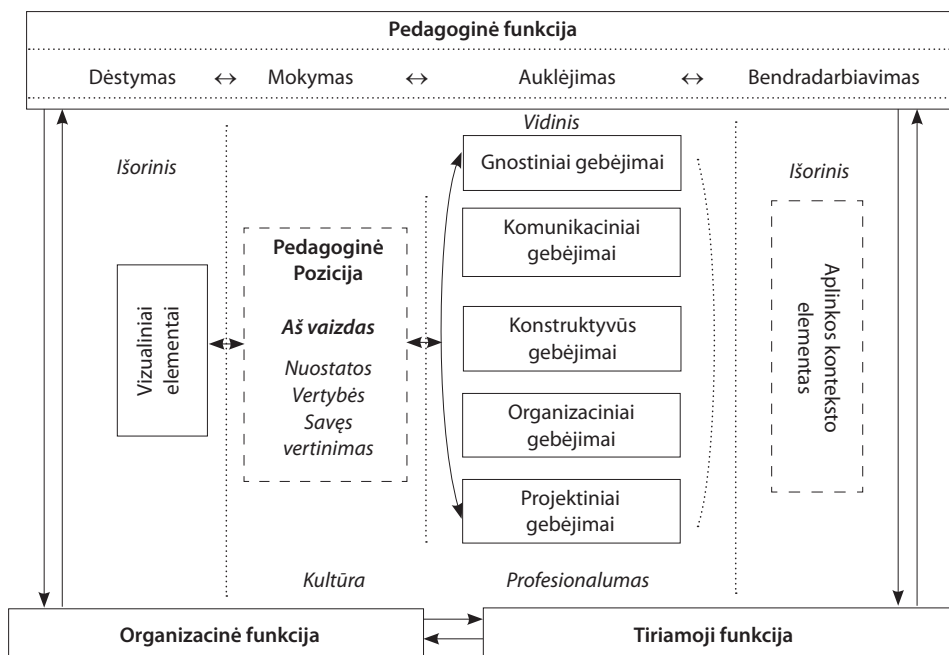 Pedagoginė funkcija
Dėstymas ↔ Mokymas ↔ Auklėjimas ↔ Bendradarbiavimas
Vidinis
Išorinis
Išorinis
Vizualiniai
elementai
Pedagoginė
Pozicija
Aš vaizdas
Nuostatos
Vertybės
Savęs
vertinimas
Gnostiniai gebėjimai
Komunikaciniai
gebėjimai
Konstruktyvūs
gebėjimai
Organizaciniai
gebėjimai
Projektiniai
gebėjimai
Aplinkos konteksto
elementas
Kultūra
Profesionalumas
Organizacinė funkcija
Tiriamoji funkcija